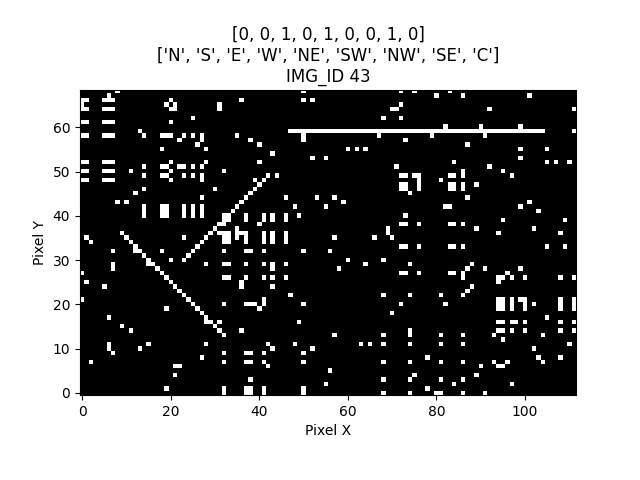 [0, 0, 1, 0, 1, 0, 0, 1, 0]
['N', 'S', 'E', 'W', 'NE', 'SW', 'NW', 'SE', 'C']
IMG_ID 43
60
50
40
30
20
10
0
Pixel Y
0 20 40 60 80 100
Pixel X